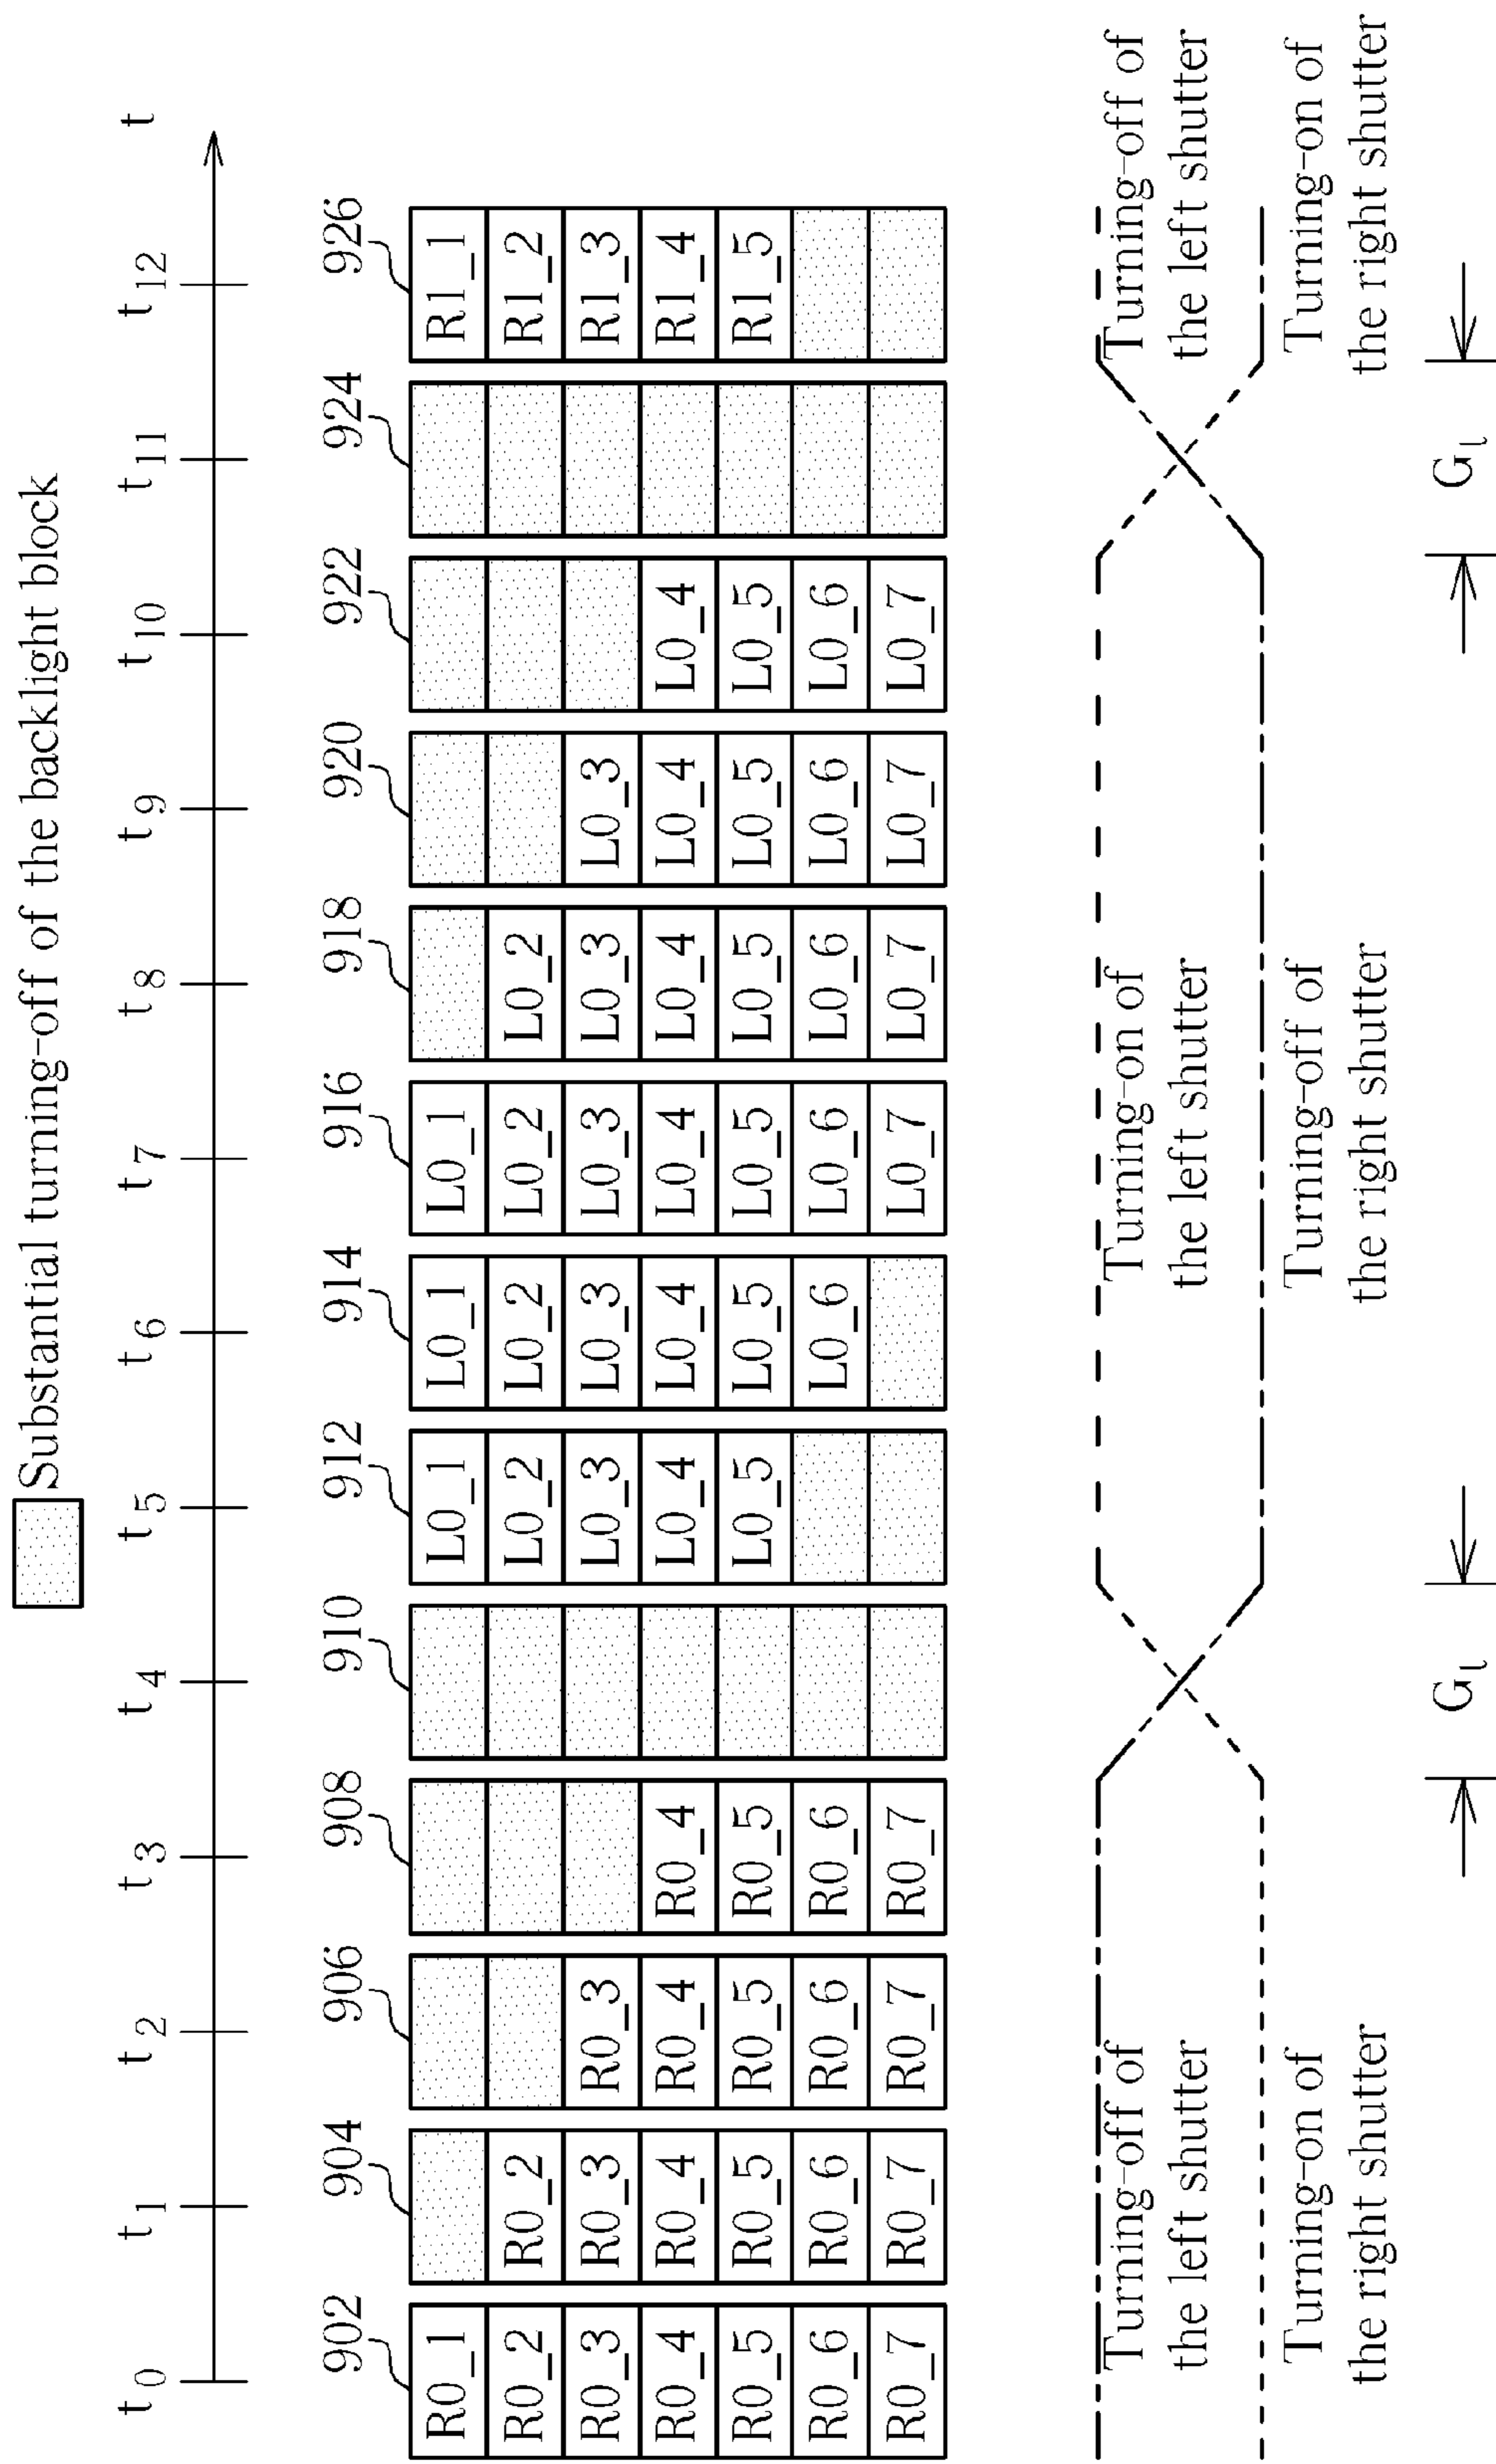 Substantial turning-off of the backlight block
t0 t1 t2 t3 t4 t5 t6 t7 t8 t9 t10 t11 t12 t
902 904 906 908 910 912 914 916 918 920 922 924 926
R0_1 L0_1 L0_1 L0_1 R1_1
R0_2 R0_2 L0_2 L0_2 L0_2 L0_2 R1_2
R0_3 R0_3 R0_3 L0_3 L0_3 L0_3 L0_3 L0_3 R1_3
R0_4 R0_4 R0_4 R0_4 L0_4 L0_4 L0_4 L0_4 L0_4 L0_4 R1_4
R0_5 R0_5 R0_5 R0_5 L0_5 L0_5 L0_5 L0_5 L0_5 L0_5 R1_5
R0_6 R0_6 R0_6 R0_6 L0_6 L0_6 L0_6 L0_6 L0_6
R0_7 R0_7 R0_7 R0_7 L0_7 L0_7 L0_7 L0_7
Turning-off of Turning-on of Turning-off of
the left shutter the left shutter the left shutter
Turning-on of Turning-off of Turning-on of
the right shutter the right shutter the right shutter
Gl Gl